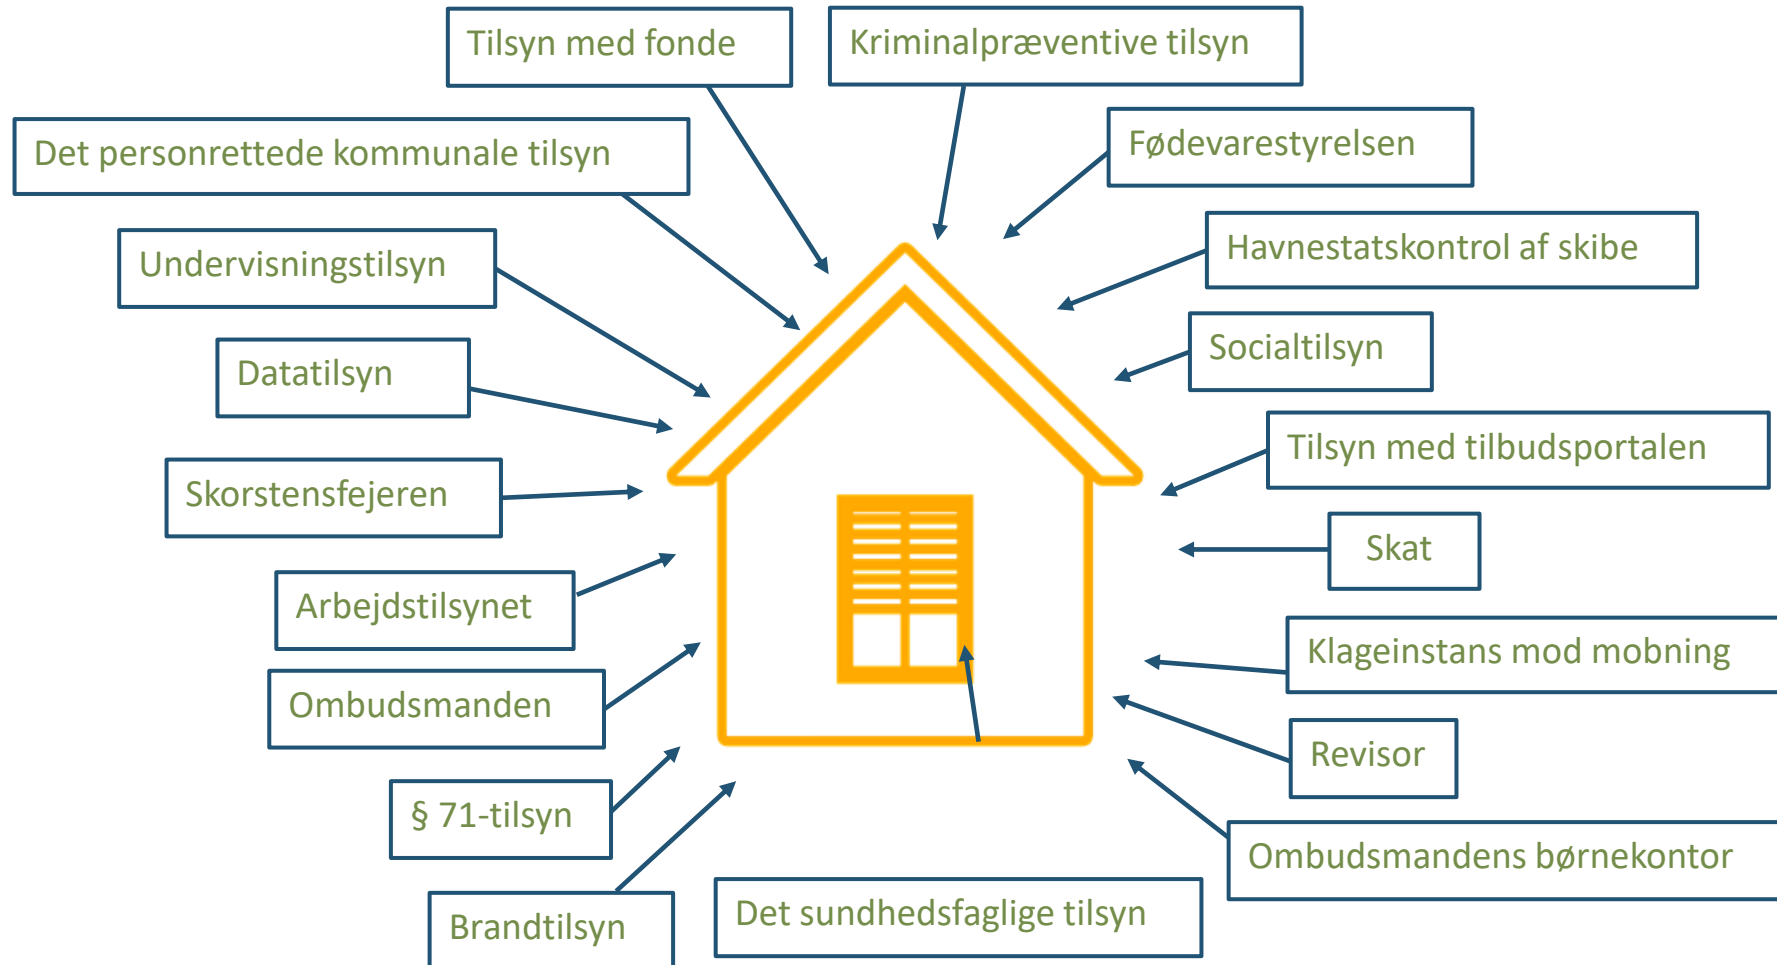 Tilsyn med fonde
Kriminalpræventive tilsyn
Det personrettede kommunale tilsyn
Fødevarestyrelsen
Undervisningstilsyn
Havnestatskontrol af skibe
Datatilsyn
Socialtilsyn
Skorstensfejeren
Tilsyn med tilbudsportalen
Arbejdstilsynet
Skat
Ombudsmanden
Klageinstans mod mobning
§ 71-tilsyn
Revisor
Brandtilsyn
Det sundhedsfaglige tilsyn
Ombudsmandens børnekontor